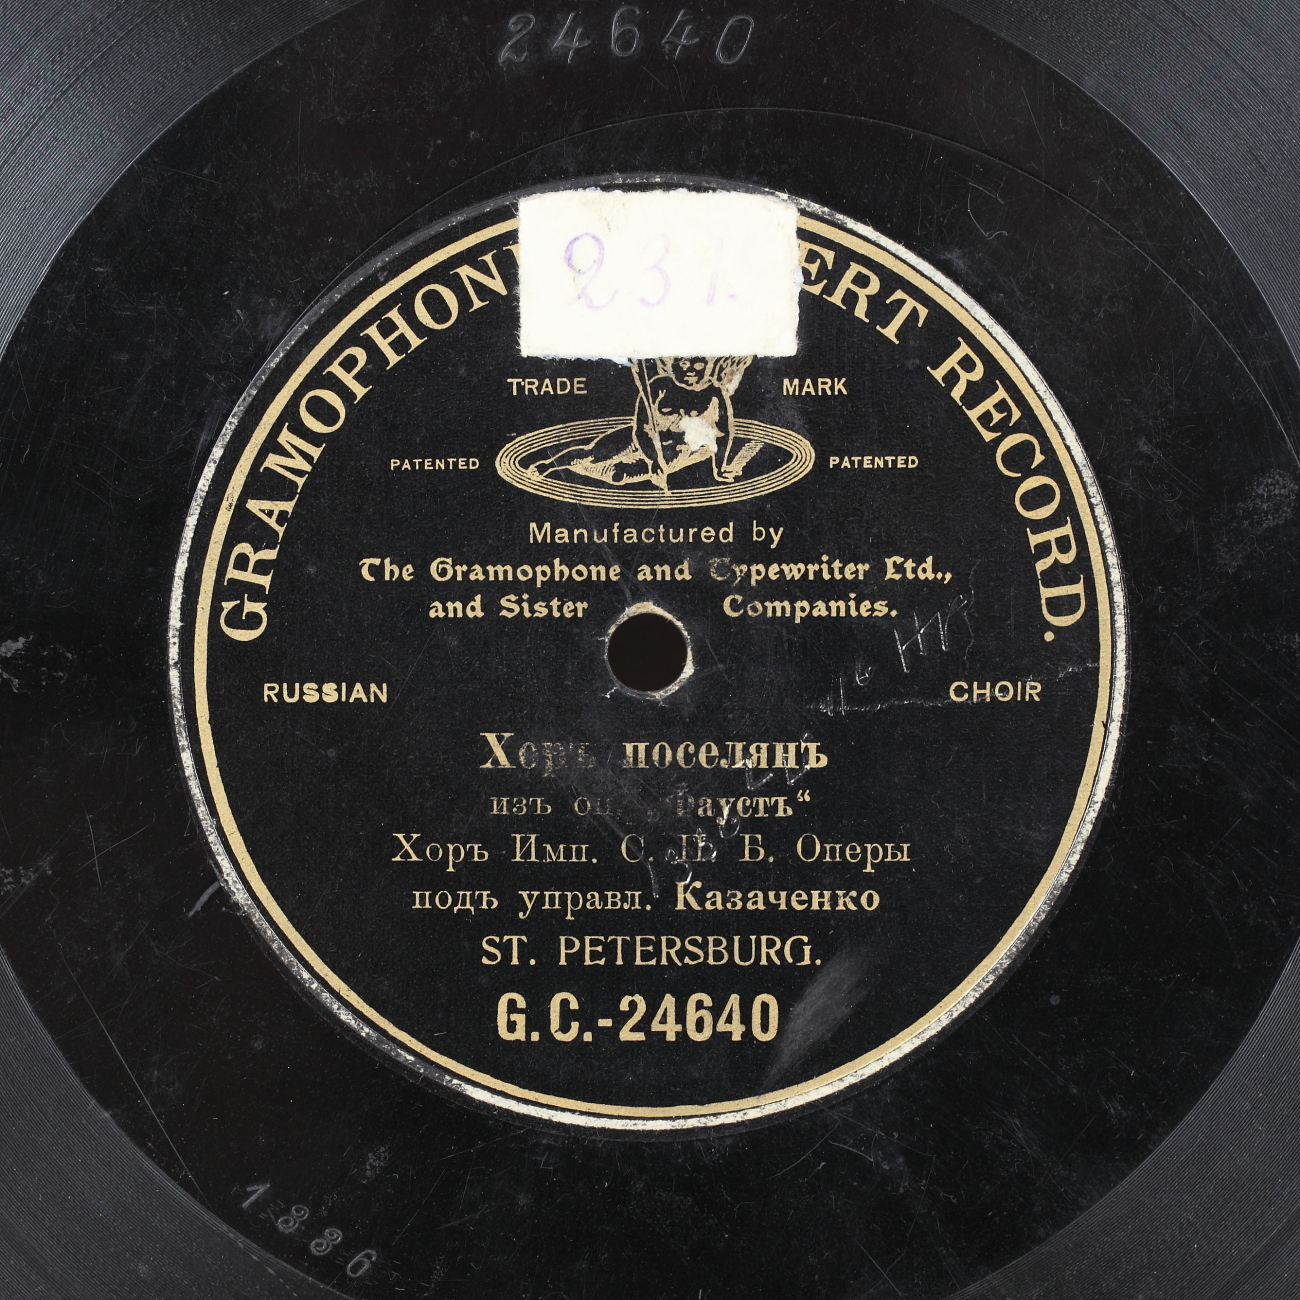 24640
231.
GRAMOPHON ERT RECORD.
TRADE MARK
PATENTED PATENTED
Manufactured by
The Gramophone and Typewriter Ltd.,
and Sister Companies.
RUSSIAN CHOIR
Хоръ поселянъ
изъ оп. „Фаустъ“
Хоръ Имп. С. П. Б. Оперы
подъ управл. Казаченко
ST. PETERSBURG.
G.C.-24640
1886